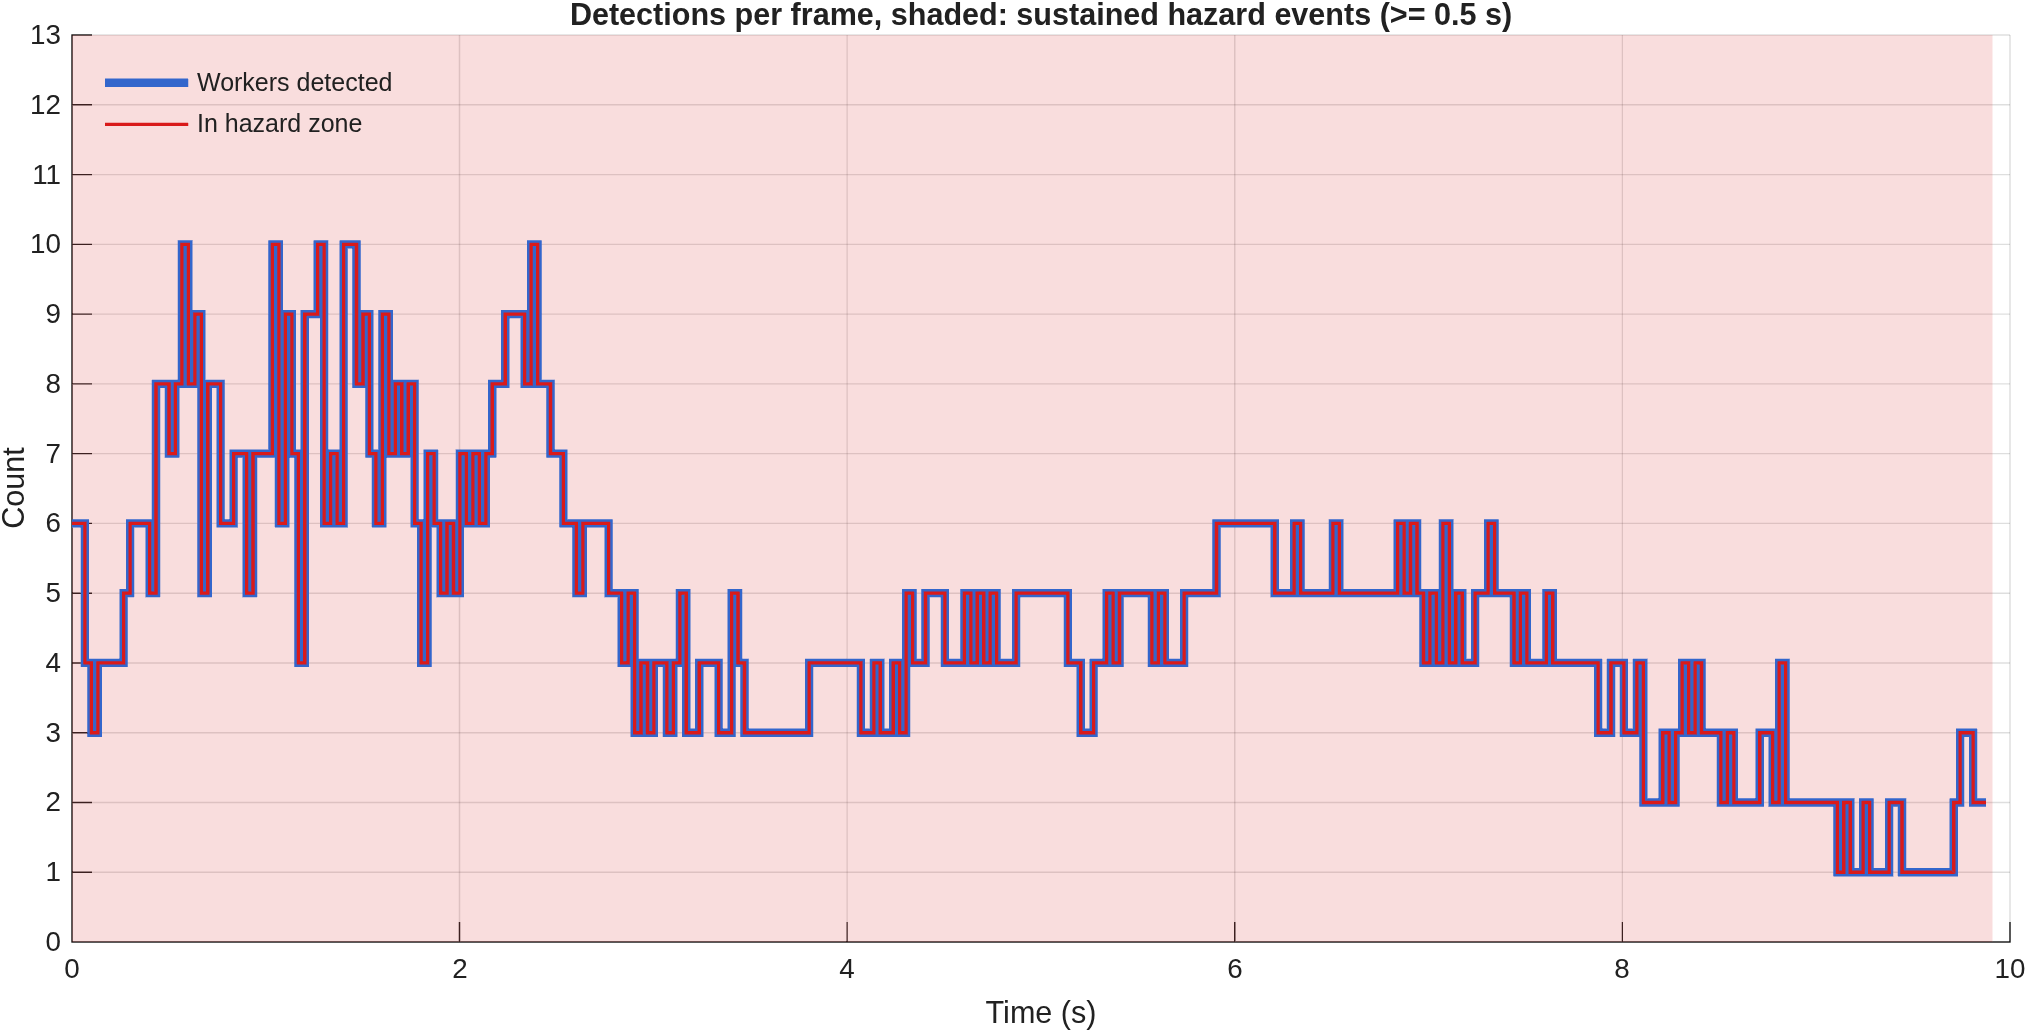 Detections per frame, shaded: sustained hazard events (>= 0.5 s)
Workers detected
In hazard zone
13
12
11
10
9
8
7
6
5
4
3
2
1
0
Count
0 2 4 6 8 10
Time (s)